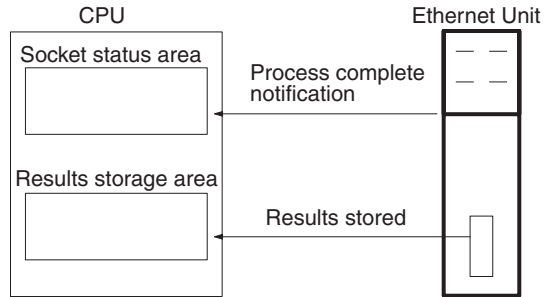 CPU
Ethernet Unit
Socket status area
Process complete
notification
Results storage area
Results stored